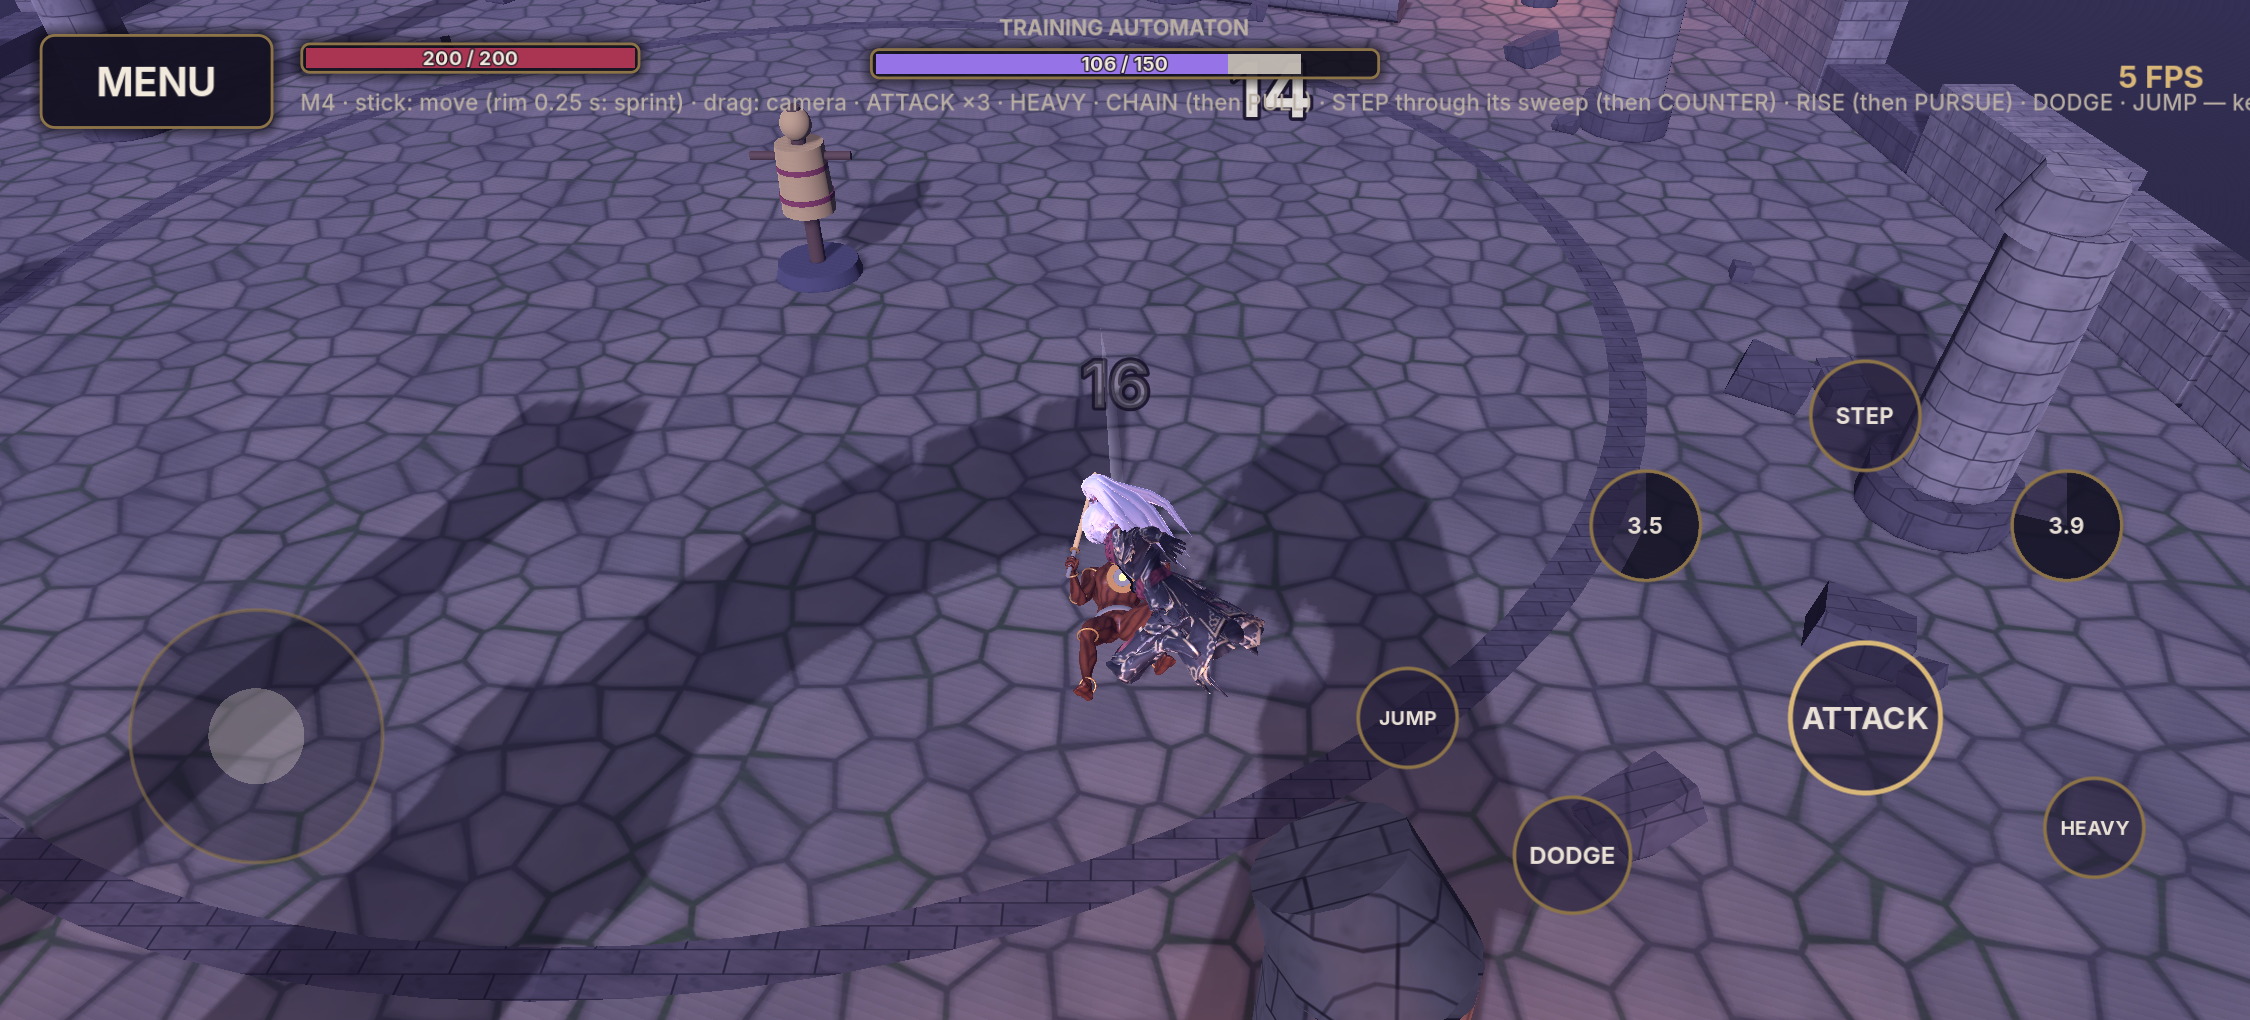 TRAINING AUTOMATON
MENU
200 / 200
106 / 150
5 FPS
14
M4 · stick: move (rim 0.25 s: sprint) · drag: camera · ATTACK ×3 · HEAVY · CHAIN (then PULL) · STEP through its sweep (then COUNTER) · RISE (then PURSUE) · DODGE · JUMP — ke
16
STEP
3.5
3.9
JUMP
ATTACK
HEAVY
DODGE